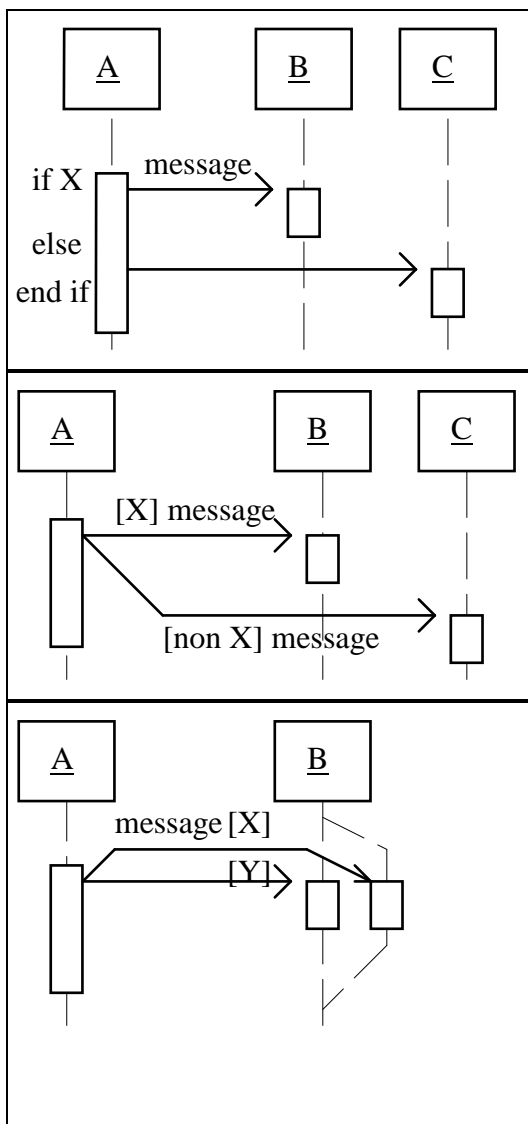 A
B
C
if X
message
else
end if
A
B
C
[X] message
[non X] message
A
B
message [X]
[Y]